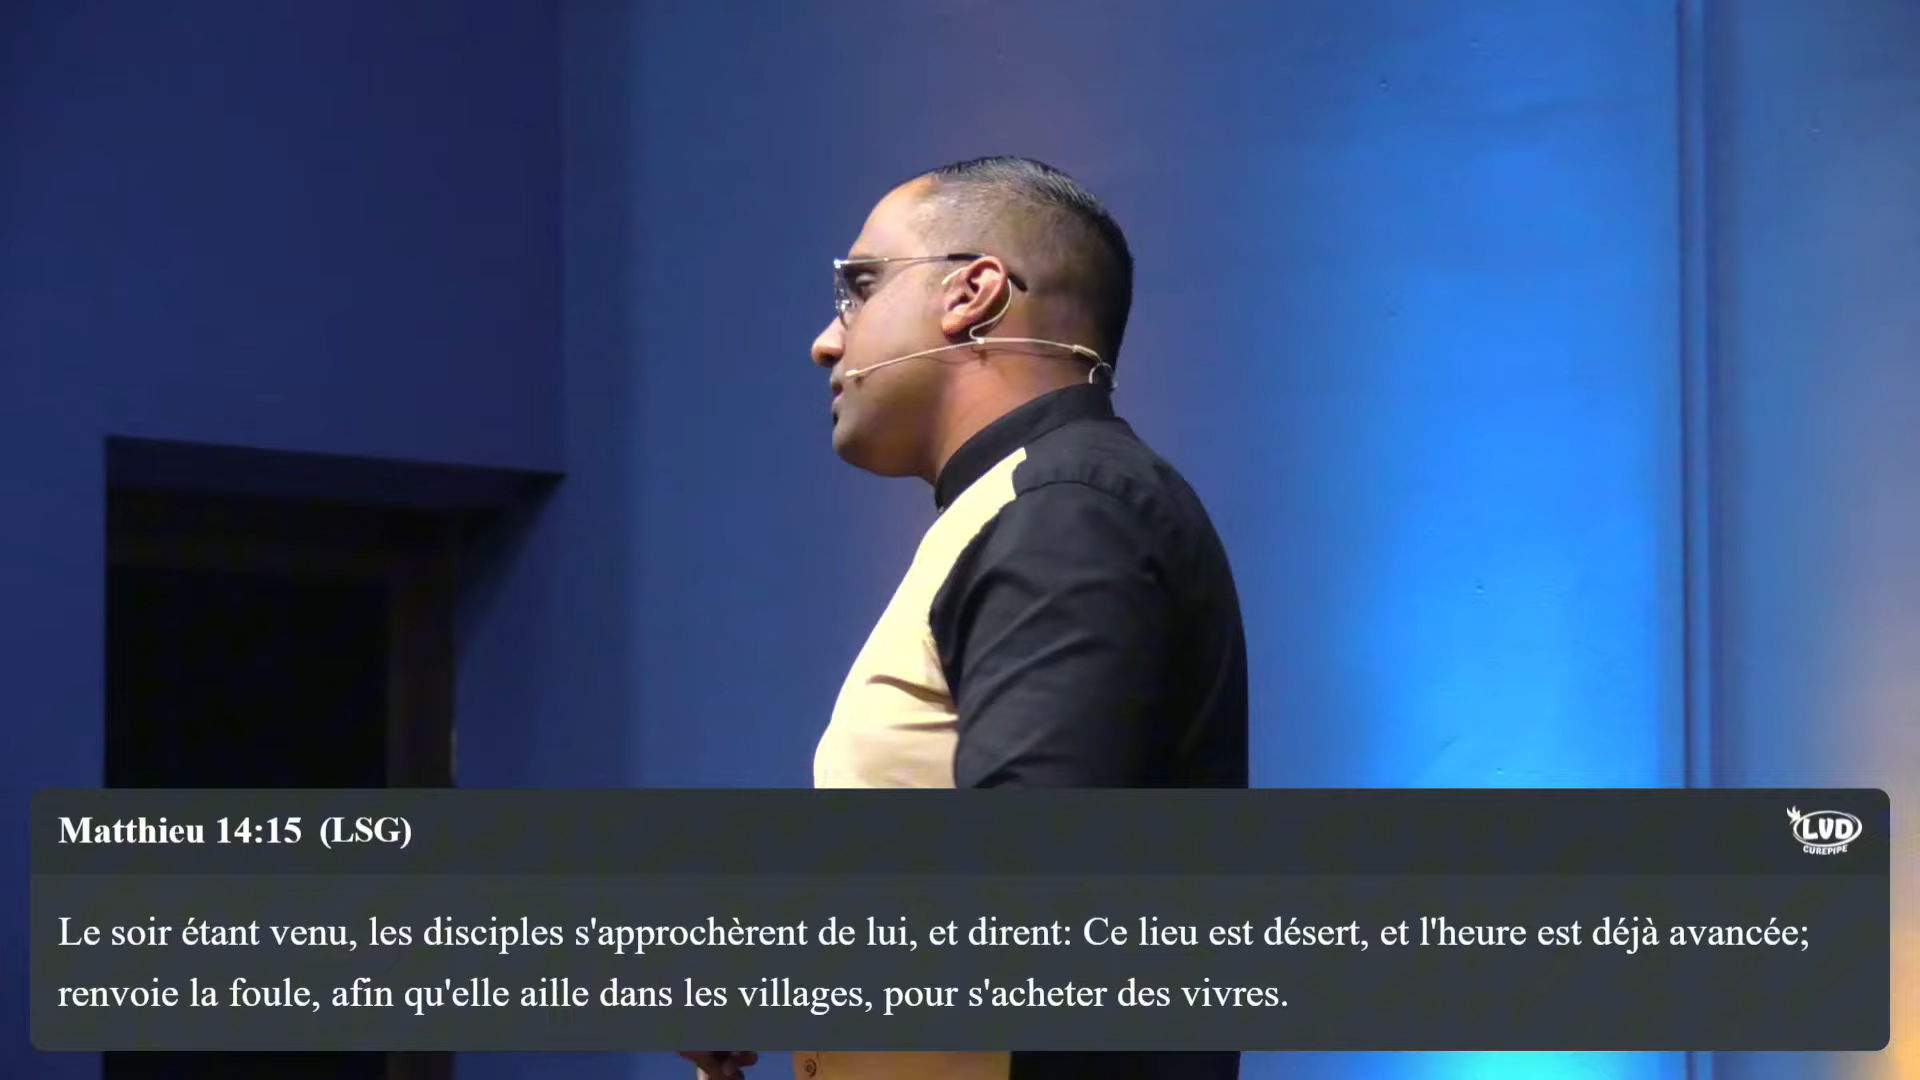 Matthieu 14:15 (LSG)
LVD
CUREPIPE
Le soir étant venu, les disciples s'approchèrent de lui, et dirent: Ce lieu est désert, et l'heure est déjà avancée;
renvoie la foule, afin qu'elle aille dans les villages, pour s'acheter des vivres.